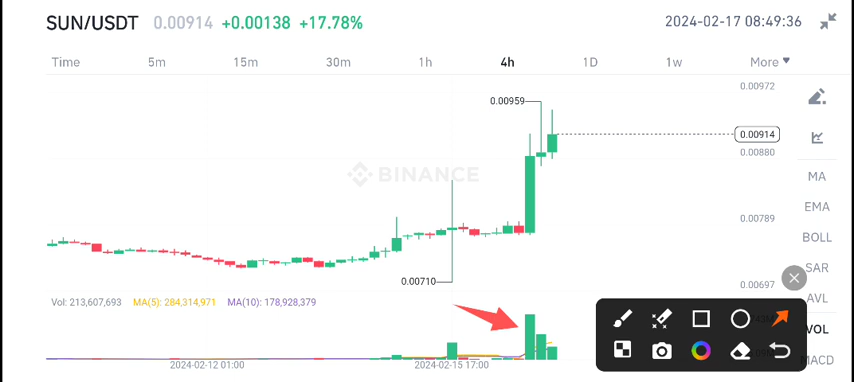 SUN/USDT 0.00914 +0.00138 +17.78% 2024-02-17 08:49:36
Time 5m 15m 30m 1h 4h 1D 1w More
0.00972
0.00959
0.00914
0.00880
BINANCE
MA
EMA
0.00789
BOLL
SAR
0.00710
0.00697
AVL
Vol: 213,607,693 MA(5): 284,314,971 MA(10): 178,928,379
VOL
MACD
2024-02-12 01:00 2024-02-15 17:00